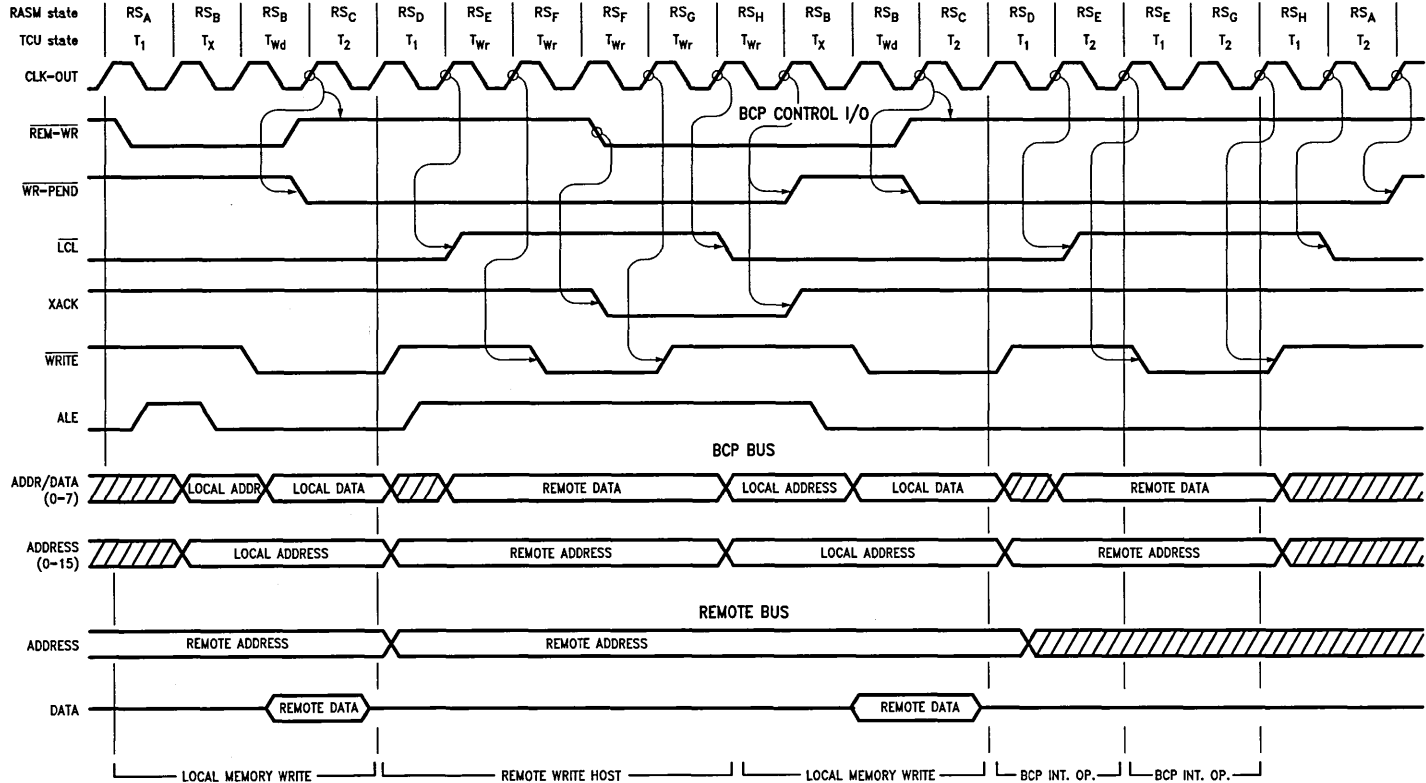 RASM state RSA RSB RSB RSC RSD RSE RSF RSF RSG RSH RSB RSB RSC RSD RSE RSE RSG RSH RSA
TCU state T1 TX TWd T2 T1 TWr TWr TWr TWr TWr TX TWd T2 T1 T2 T1 T2 T1 T2
CLK-OUT
BCP CONTROL I/O
REM-WR
WR-PEND
LCL
XACK
WRITE
ALE
BCP BUS
ADDR/DATA
(0-7)
LOCAL ADDR LOCAL DATA REMOTE DATA LOCAL ADDRESS LOCAL DATA REMOTE DATA
ADDRESS
(0-15)
LOCAL ADDRESS REMOTE ADDRESS LOCAL ADDRESS REMOTE ADDRESS
REMOTE BUS
ADDRESS REMOTE ADDRESS REMOTE ADDRESS
DATA REMOTE DATA REMOTE DATA
LOCAL MEMORY WRITE REMOTE WRITE HOST LOCAL MEMORY WRITE BCP INT. OP. BCP INT. OP.